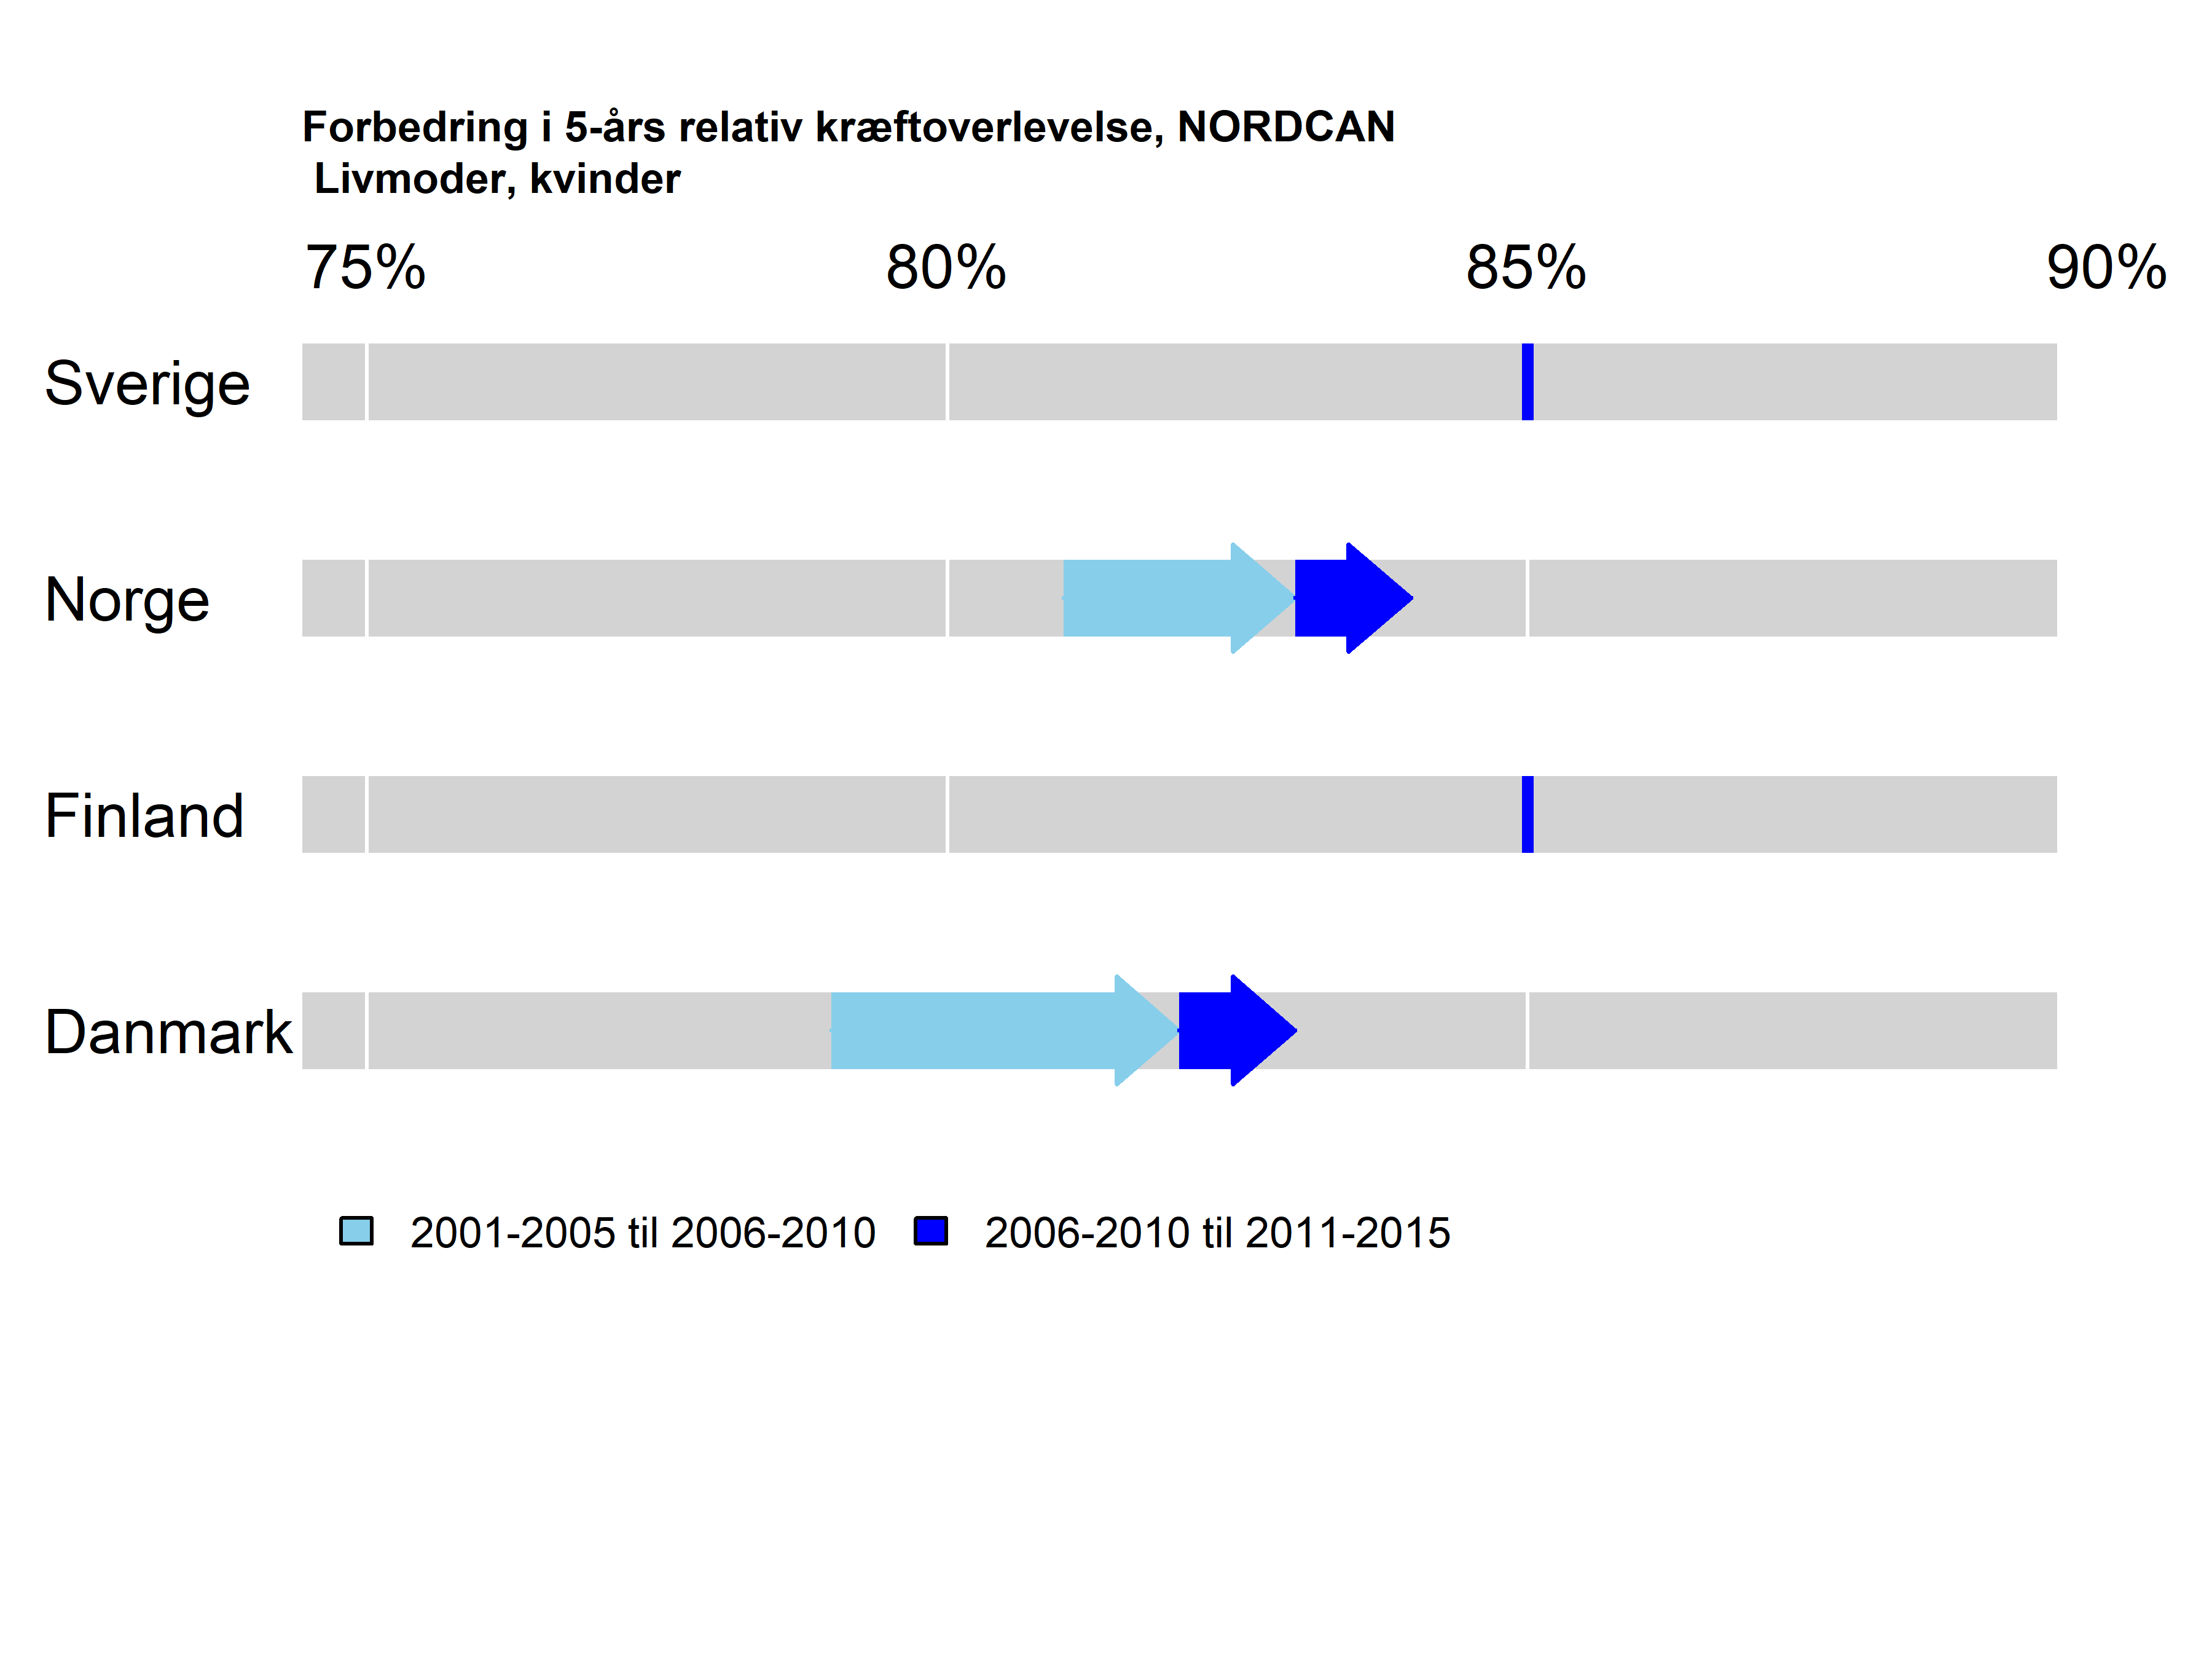 Forbedring i 5-års relativ kræftoverlevelse, NORDCAN
Livmoder, kvinder
75% 80% 85% 90%
Sverige
Norge
Finland
Danmark
2001-2005 til 2006-2010 2006-2010 til 2011-2015